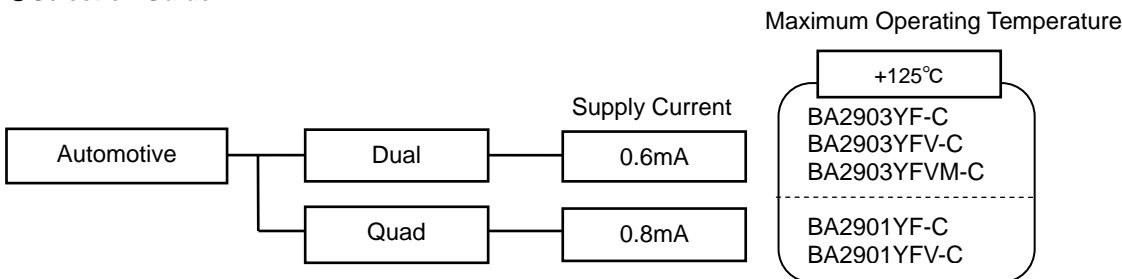 Maximum Operating Temperature
+125℃
Supply Current
Automotive
Dual
0.6mA
BA2903YF-C
BA2903YFV-C
BA2903YFVM-C
Quad
0.8mA
BA2901YF-C
BA2901YFV-C